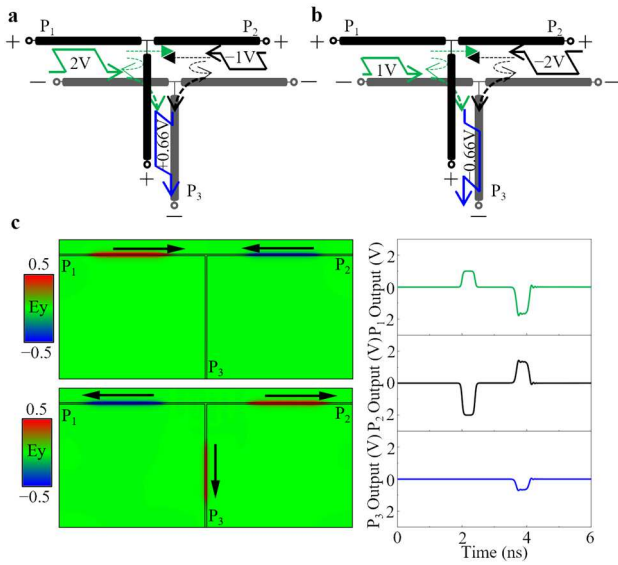 a
b
P1
P2
+
+
2V
−1V
—
—
+0.66V
+
P3
—
P1
P2
+
+
1V
−2V
—
—
−0.66V
+
P3
—
c
0.5
Ey
−0.5
P1
P2
P3
0.5
Ey
−0.5
P1
P2
P3
P1 Output (V)
2
0
2
P2 Output (V)
2
0
2
P3 Output (V)
2
0
2
0
2
4
6
Time (ns)